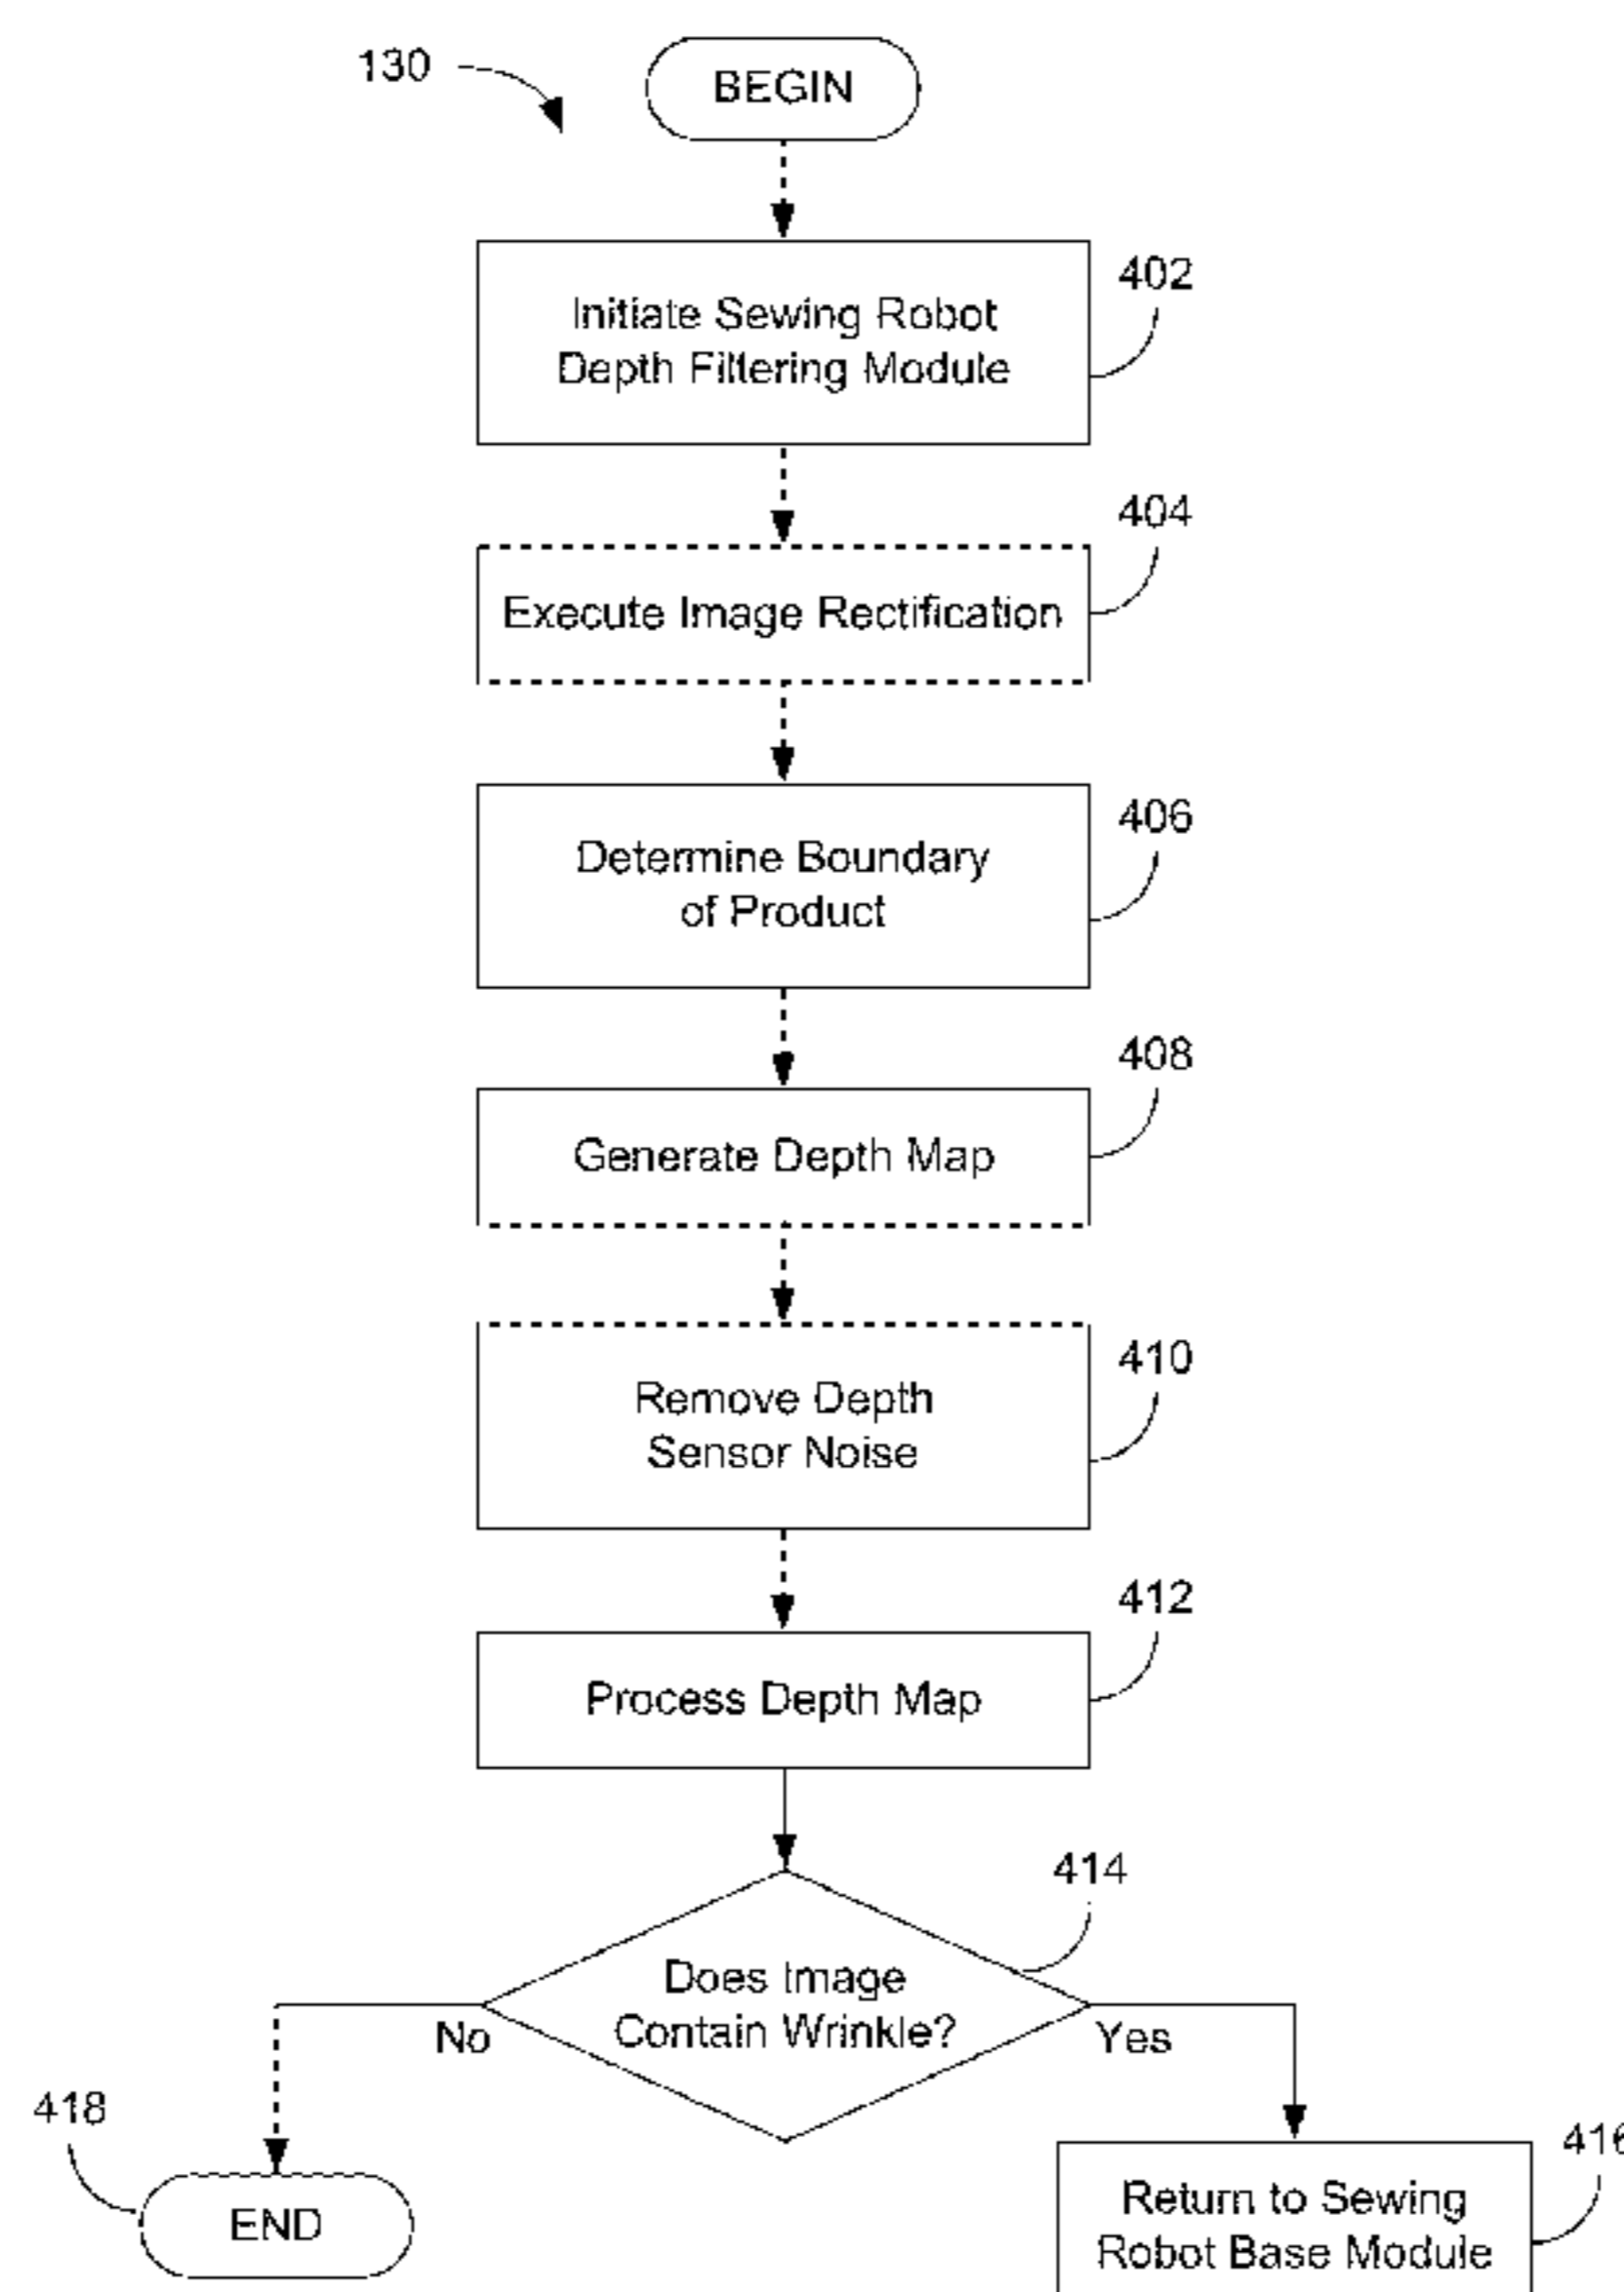 130
BEGIN
402
Initiate Sewing Robot
Depth Filtering Module
404
Execute Image Rectification
406
Determine Boundary
of Product
408
Generate Depth Map
410
Remove Depth
Sensor Noise
412
Process Depth Map
414
Does Image
Contain Wrinkle?
No
Yes
418
END
416
Return to Sewing
Robot Base Module